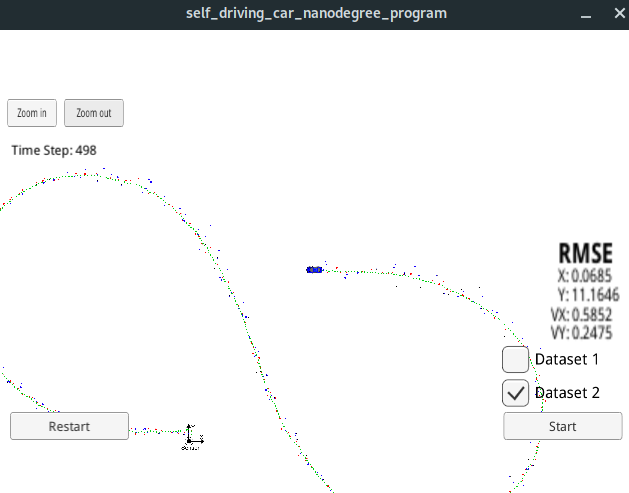 self_driving_car_nanodegree_program
Zoom in
Zoom out
Time Step: 498
RMSE
X: 0.0685
Y: 11.1646
VX: 0.5852
VY: 0.2475
Dataset 1
Dataset 2
Restart
Start